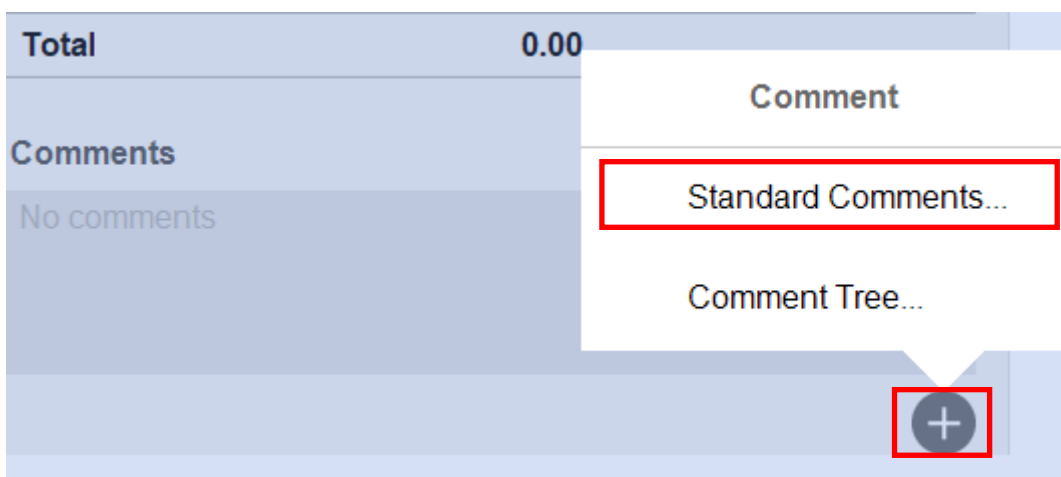 Total 0.00
Comment
Comments
Standard Comments...
No comments
Comment Tree...
+